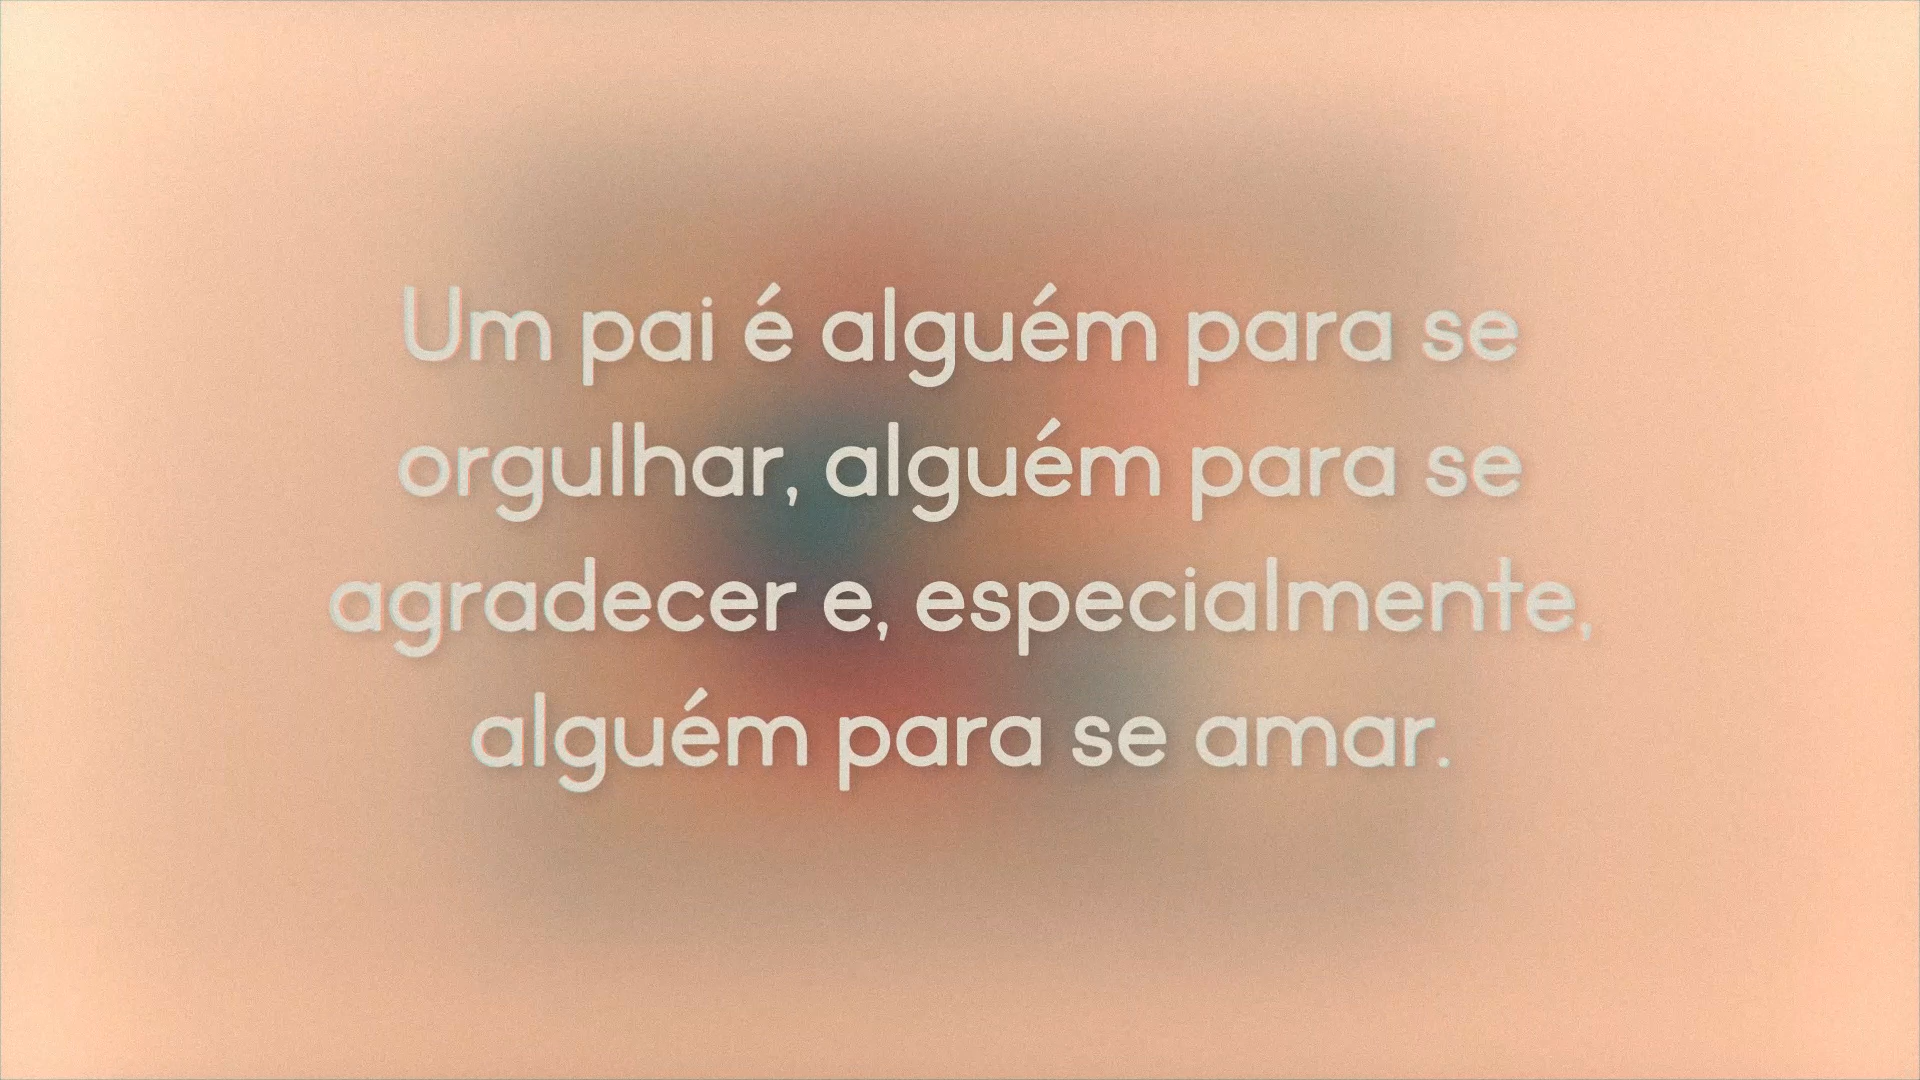 Um pai é alguém para se
orgulhar, alguém para se
agradecer e, especialmente,
alguém para se amar.